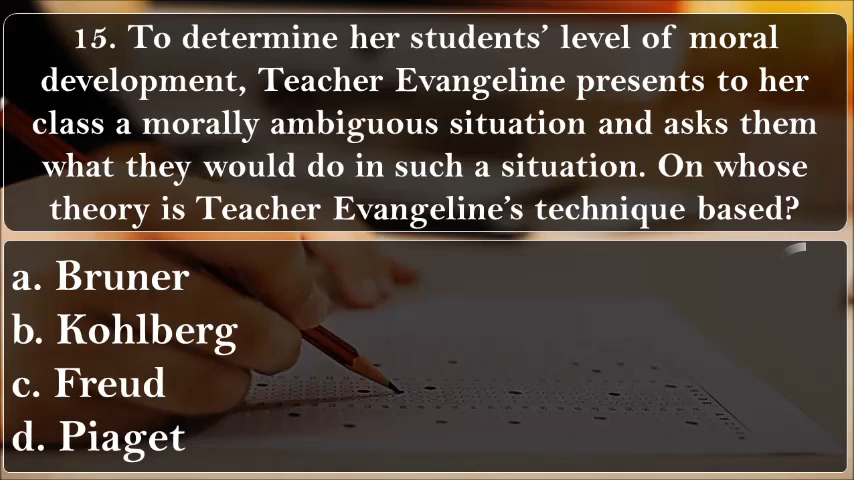 15. To determine her students’ level of moral
development, Teacher Evangeline presents to her
class a morally ambiguous situation and asks them
what they would do in such a situation. On whose
theory is Teacher Evangeline’s technique based?
a. Bruner
b. Kohlberg
c. Freud
d. Piaget